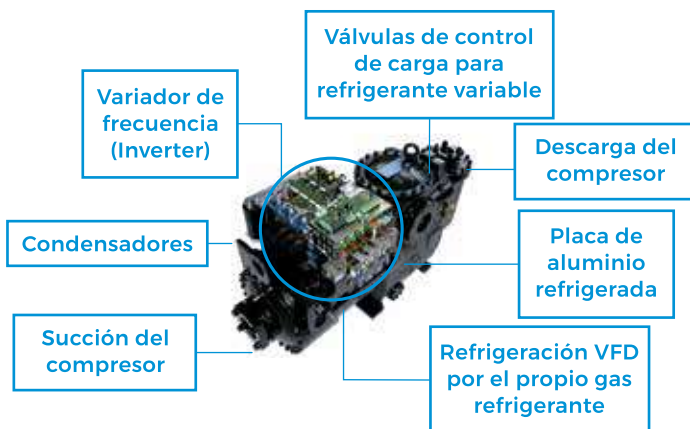 Válvulas de control
de carga para
refrigerante variable
Variador de
frecuencia
(Inverter)
Descarga del
compresor
Condensadores
Placa de
aluminio
refrigerada
Succión del
compresor
Refrigeración VFD
por el propio gas
refrigerante